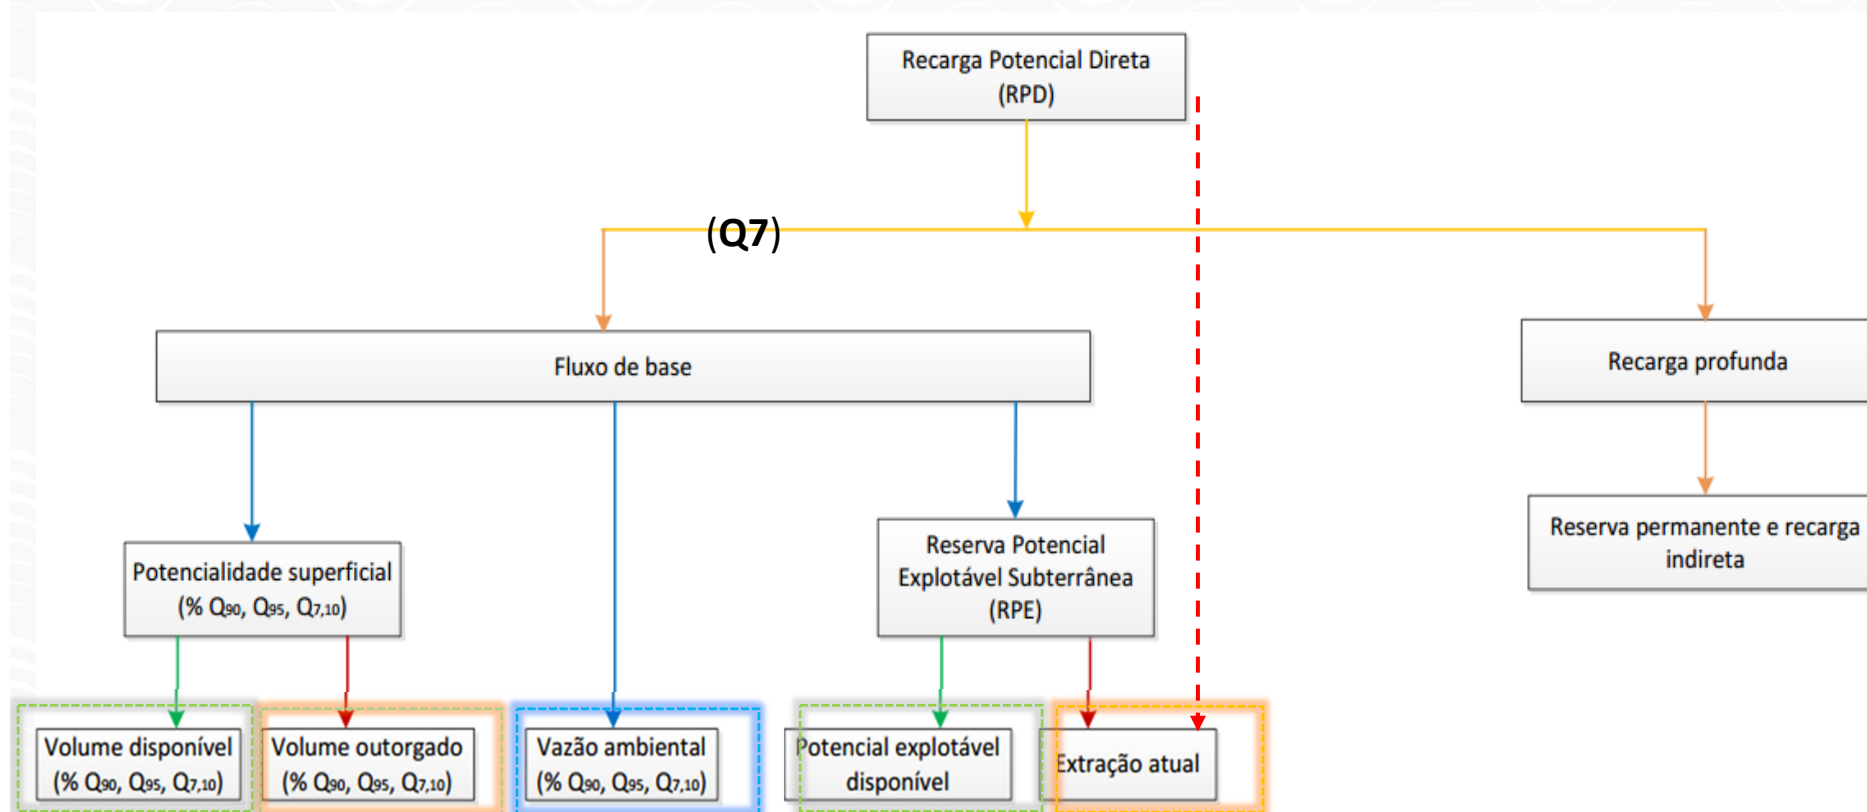 Recarga Potencial Direta
(RPD)
(Q7)
Fluxo de base
Recarga profunda
Potencialidade superficial
(% Q90, Q95, Q7,10)
Reserva Potencial
Explotável Subterrânea
(RPE)
Reserva permanente e recarga
indireta
Volume disponível
(% Q90, Q95, Q7,10)
Volume outorgado
(% Q90, Q95, Q7,10)
Vazão ambiental
(% Q90, Q95, Q7,10)
Potencial explotável
disponível
Extração atual